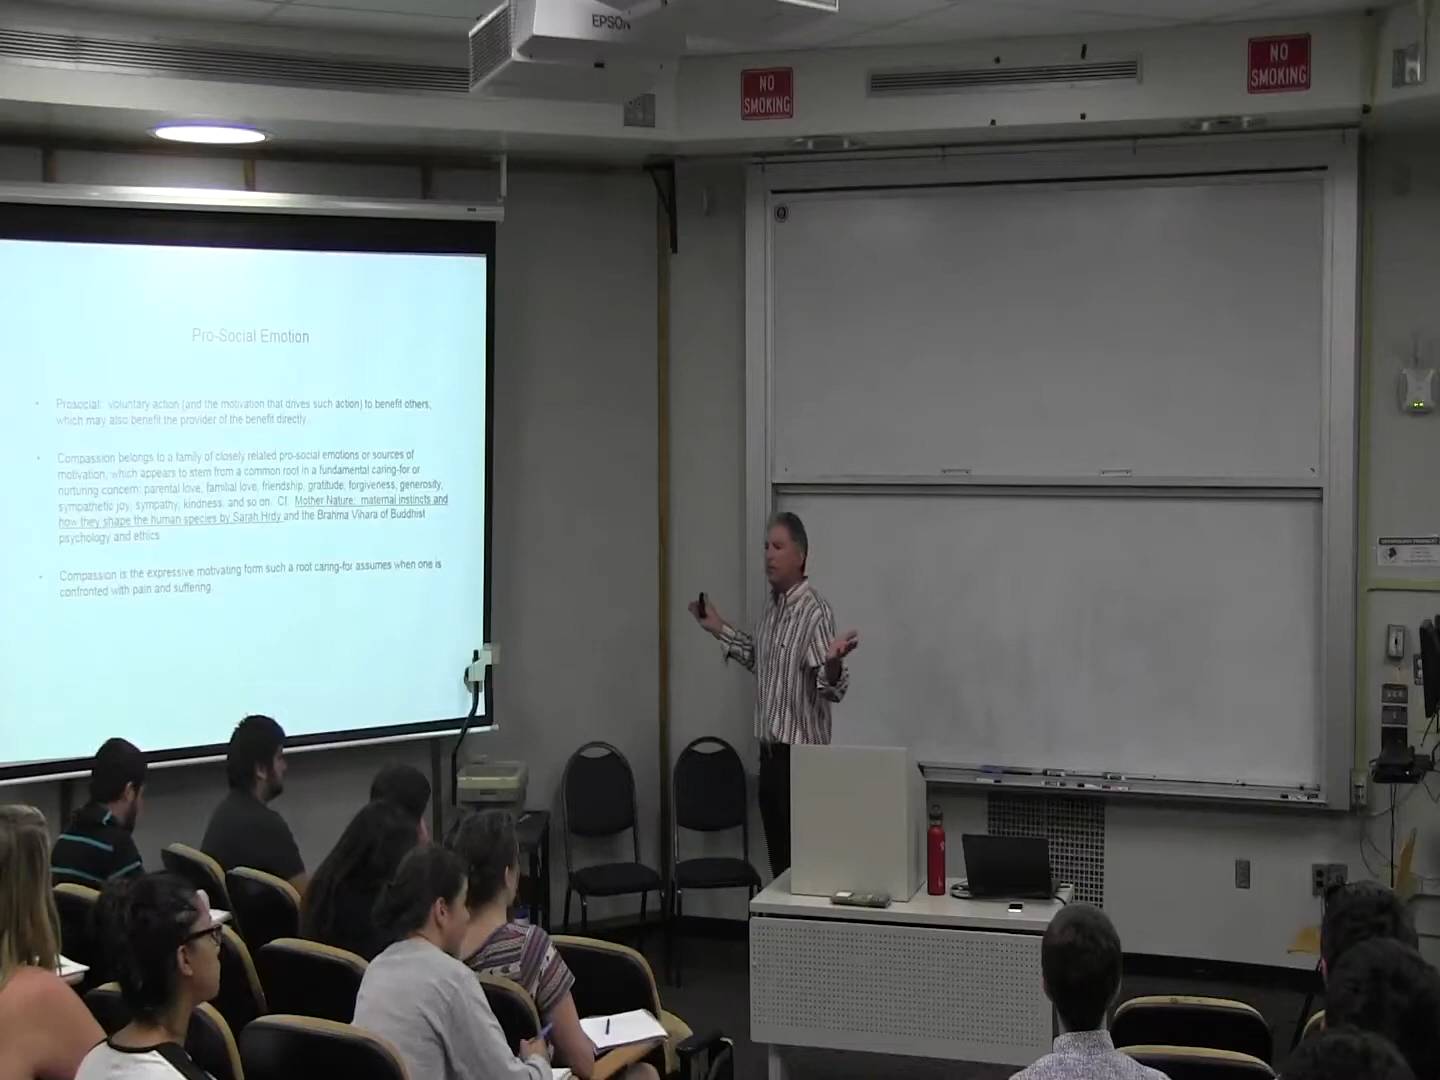 EPSON
NO
SMOKING
NO
SMOKING
Pro-Social Emotion
• Prosocial: voluntary action (and the motivation that drives such action) to benefit others,
which may also benefit the provider of the benefit directly.
• Compassion belongs to a family of closely related pro-social emotions or sources of
motivation, which appears to stem from a common root in a fundamental caring-for or
nurturing concern: parental love, familial love, friendship, gratitude, forgiveness, generosity,
sympathetic joy, sympathy, kindness, and so on. Cf. Mother Nature: maternal instincts and
how they shape the human species by Sarah Hrdy and the Brahma Vihara of Buddhist
psychology and ethics.
• Compassion is the expressive motivating form such a root caring-for assumes when one is
confronted with pain and suffering.